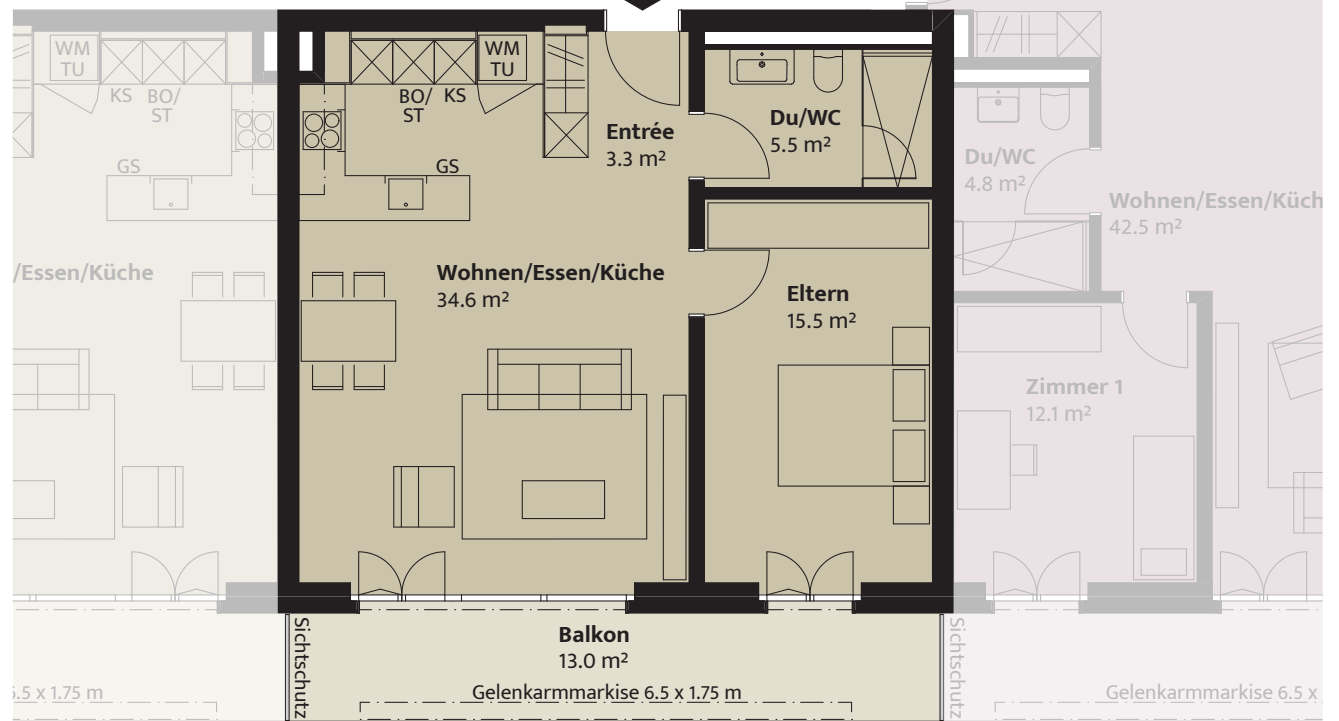 WM
TU
KS
BO/
ST
GS
/Essen/Küche
.5 x 1.75 m
WM
TU
BO/
ST
KS
GS
Entrée
3.3 m²
Du/WC
5.5 m²
Wohnen/Essen/Küche
34.6 m²
Eltern
15.5 m²
Sichtschutz
Balkon
13.0 m²
Gelenkarmmarkise 6.5 x 1.75 m
Du/WC
4.8 m²
Wohnen/Essen/Küch
42.5 m²
Zimmer 1
12.1 m²
Sichtschutz
Gelenkarmmarkise 6.5 x